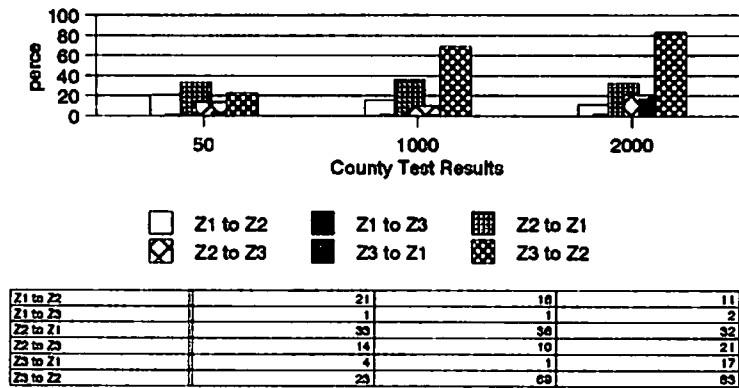 100
80
60
40
20
0
perce
50 1000 2000
County Test Results
Z1 to Z2 Z1 to Z3 Z2 to Z1
Z2 to Z3 Z3 to Z1 Z3 to Z2
Z1 to Z2 21 16 11
Z1 to Z3 1 1 2
Z2 to Z1 33 36 32
Z2 to Z3 14 10 21
Z3 to Z1 4 1 17
Z3 to Z2 23 69 83